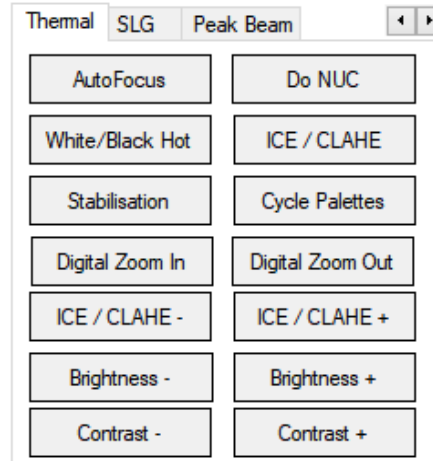 Thermal SLG Peak Beam
AutoFocus Do NUC
White/Black Hot ICE / CLAHE
Stabilisation Cycle Palettes
Digital Zoom In Digital Zoom Out
ICE / CLAHE - ICE / CLAHE +
Brightness - Brightness +
Contrast - Contrast +